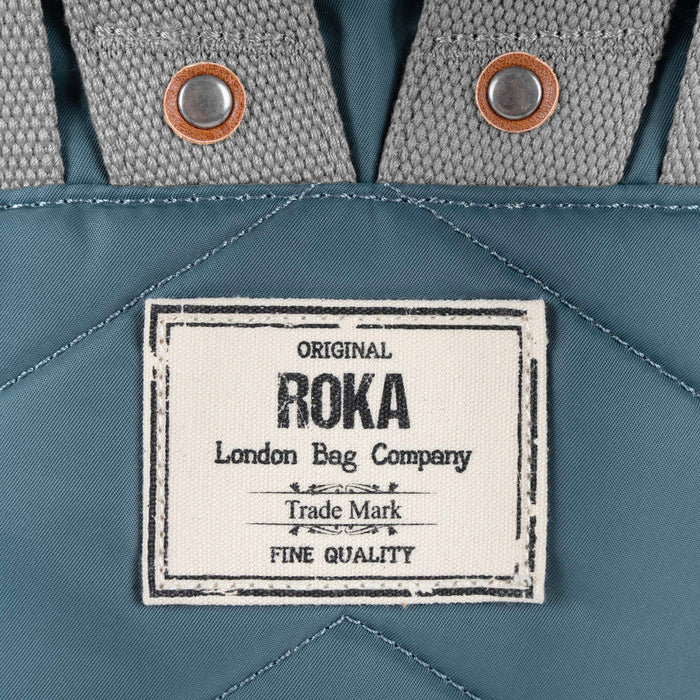 ORIGINAL
ROKA
London Bag Company
Trade Mark
FINE QUALITY